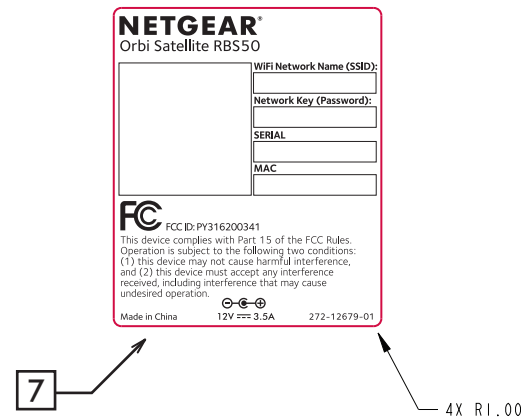 NETGEAR®
Orbi Satellite RBS50
WiFi Network Name (SSID):
Network Key (Password):
SERIAL
MAC
FC FCC ID: PY316200341
This device complies with Part 15 of the FCC Rules.
Operation is subject to the following two conditions:
(1) this device may not cause harmful interference,
and (2) this device must accept any interference
received, including interference that may cause
undesired operation.
Made in China 12V 3.5A 272-12679-01
7
4X R1.00